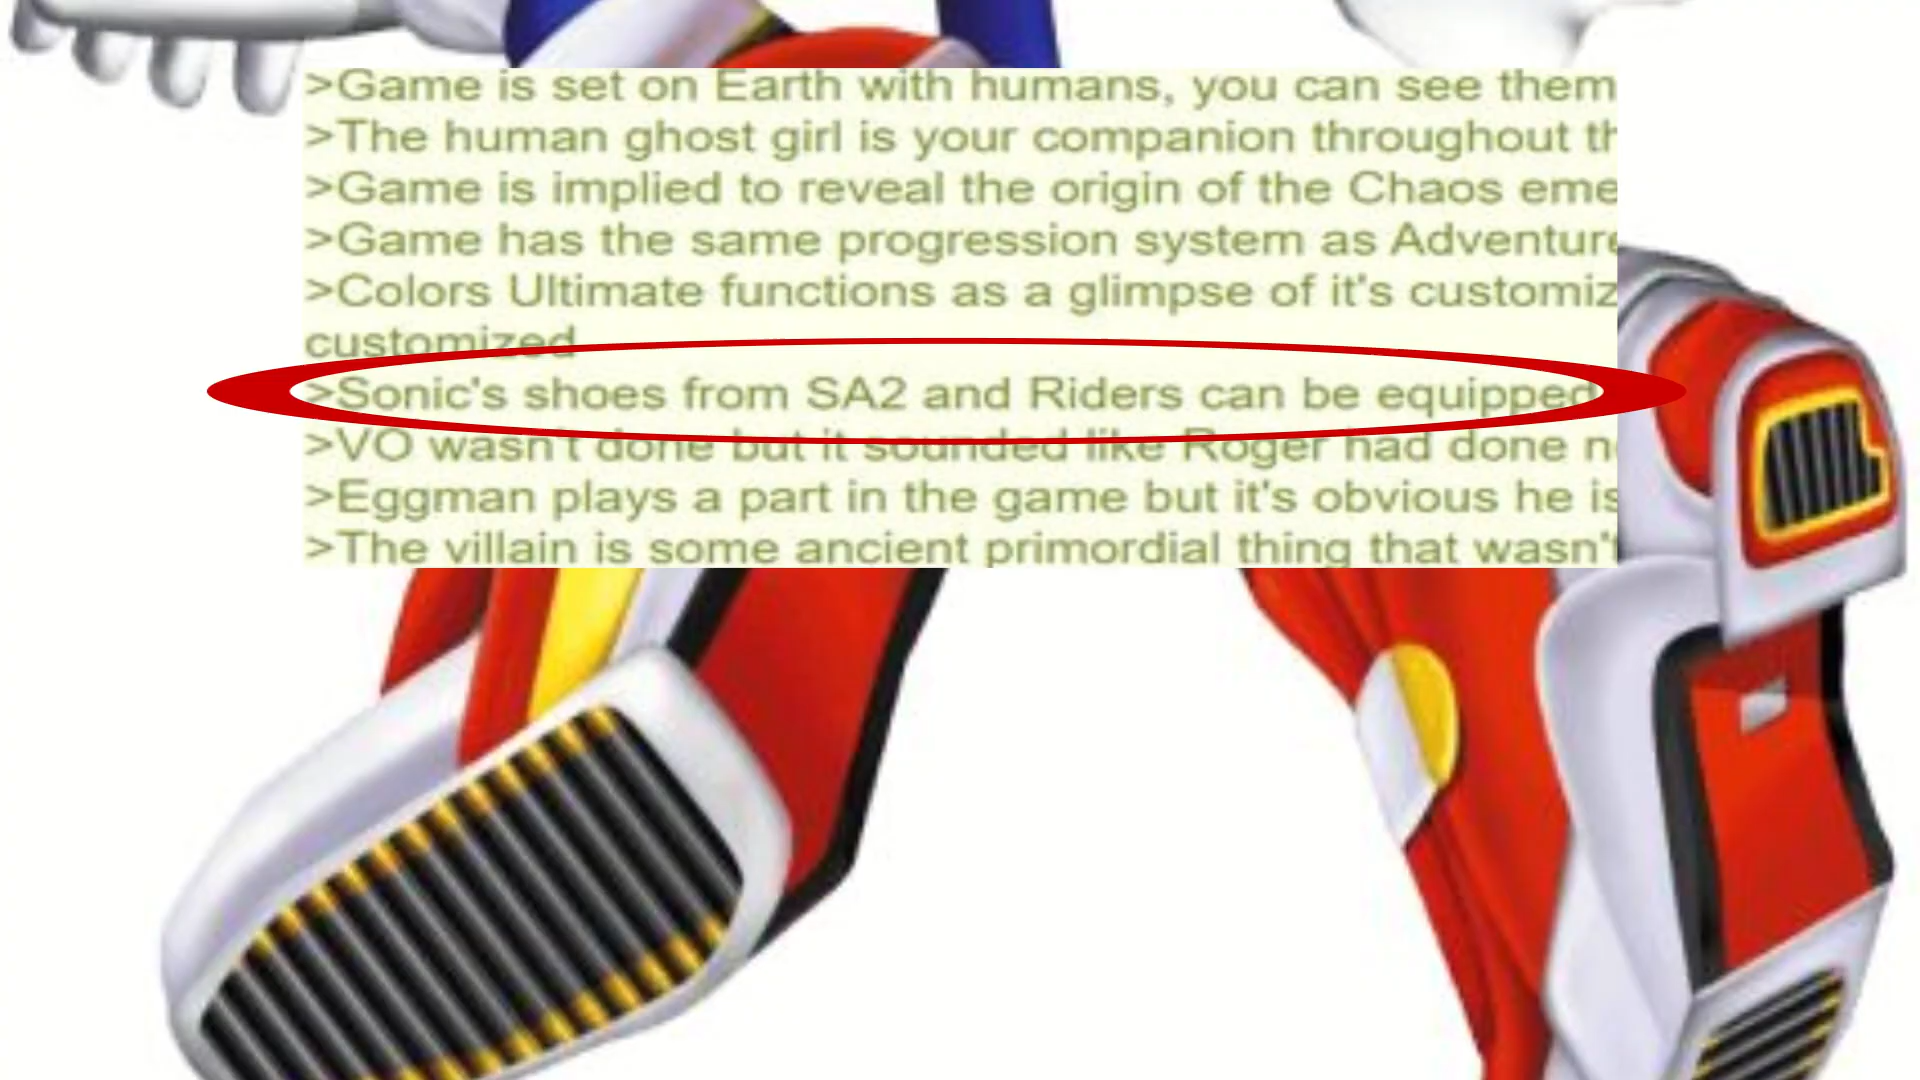 >Game is set on Earth with humans, you can see them
>The human ghost girl is your companion throughout
>Game is implied to reveal the origin of the Chaos eme
>Game has the same progression system as Adventure
>Colors Ultimate functions as a glimpse of it's customiz
customized
>Sonic's shoes from SA2 and Riders can be equipped
>VO wasn't done but it sounded like Roger had done
>Eggman plays a part in the game but it's obvious he is
>The villain is some ancient primordial thing that wasn't